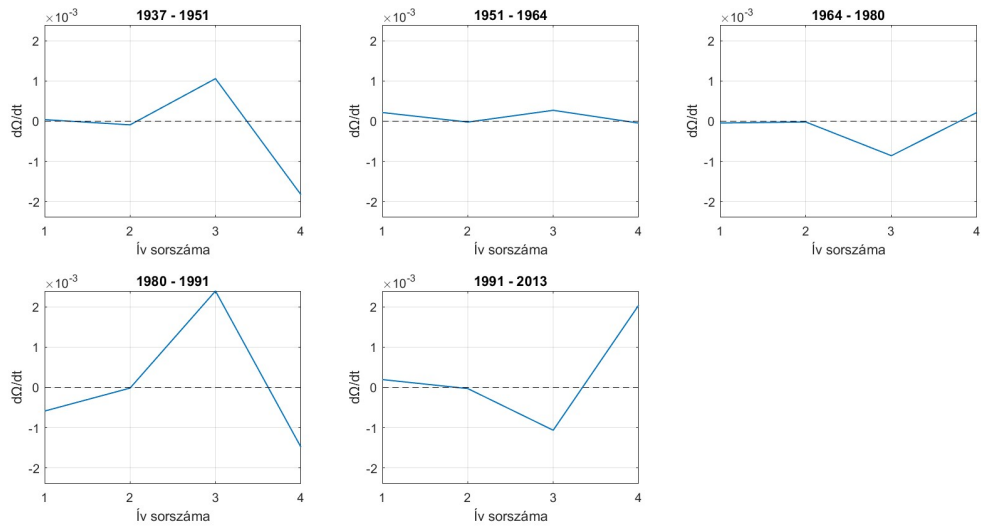 1937 - 1951
×10⁻³
2
1
0
-1
-2
dΩ/dt
1 2 3 4
Ív sorszáma
1951 - 1964
×10⁻³
2
1
0
-1
-2
dΩ/dt
1 2 3 4
Ív sorszáma
1964 - 1980
×10⁻³
2
1
0
-1
-2
dΩ/dt
1 2 3 4
Ív sorszáma
1980 - 1991
×10⁻³
2
1
0
-1
-2
dΩ/dt
1 2 3 4
Ív sorszáma
1991 - 2013
×10⁻³
2
1
0
-1
-2
dΩ/dt
1 2 3 4
Ív sorszáma